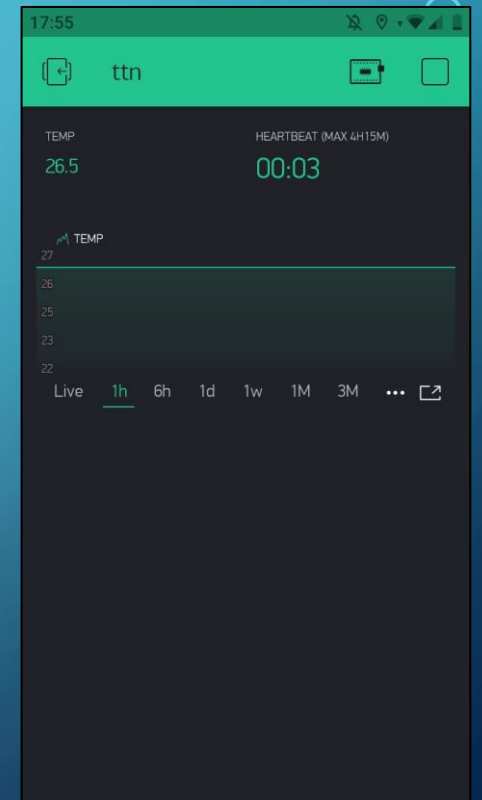 17:55
ttn
TEMP
HEARTBEAT (MAX 4H15M)
26.5
00:03
TEMP
27
26
25
23
22
Live 1h 6h 1d 1w 1M 3M •••